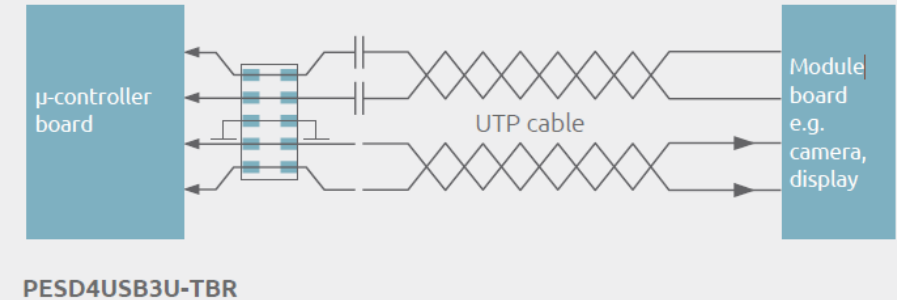 µ-controller
board
UTP cable
Module
board
e.g.
camera,
display
PESD4USB3U-TBR